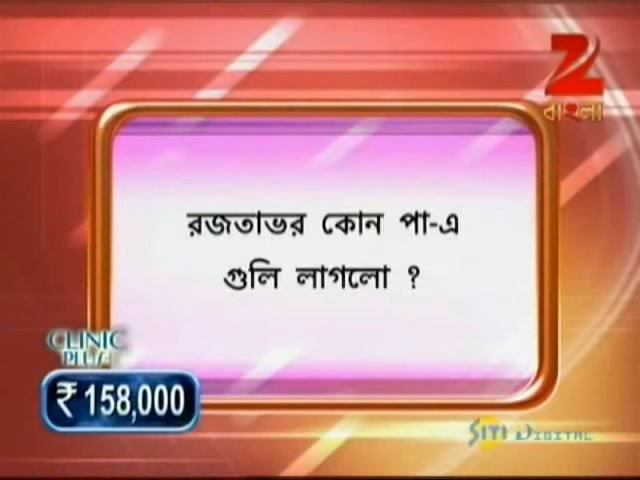 Z
বাংলা
রজতাভর কোন পা-এ
গুলি লাগলো ?
CLINIC
PLUS
₹ 158,000
SITI DIGITAL